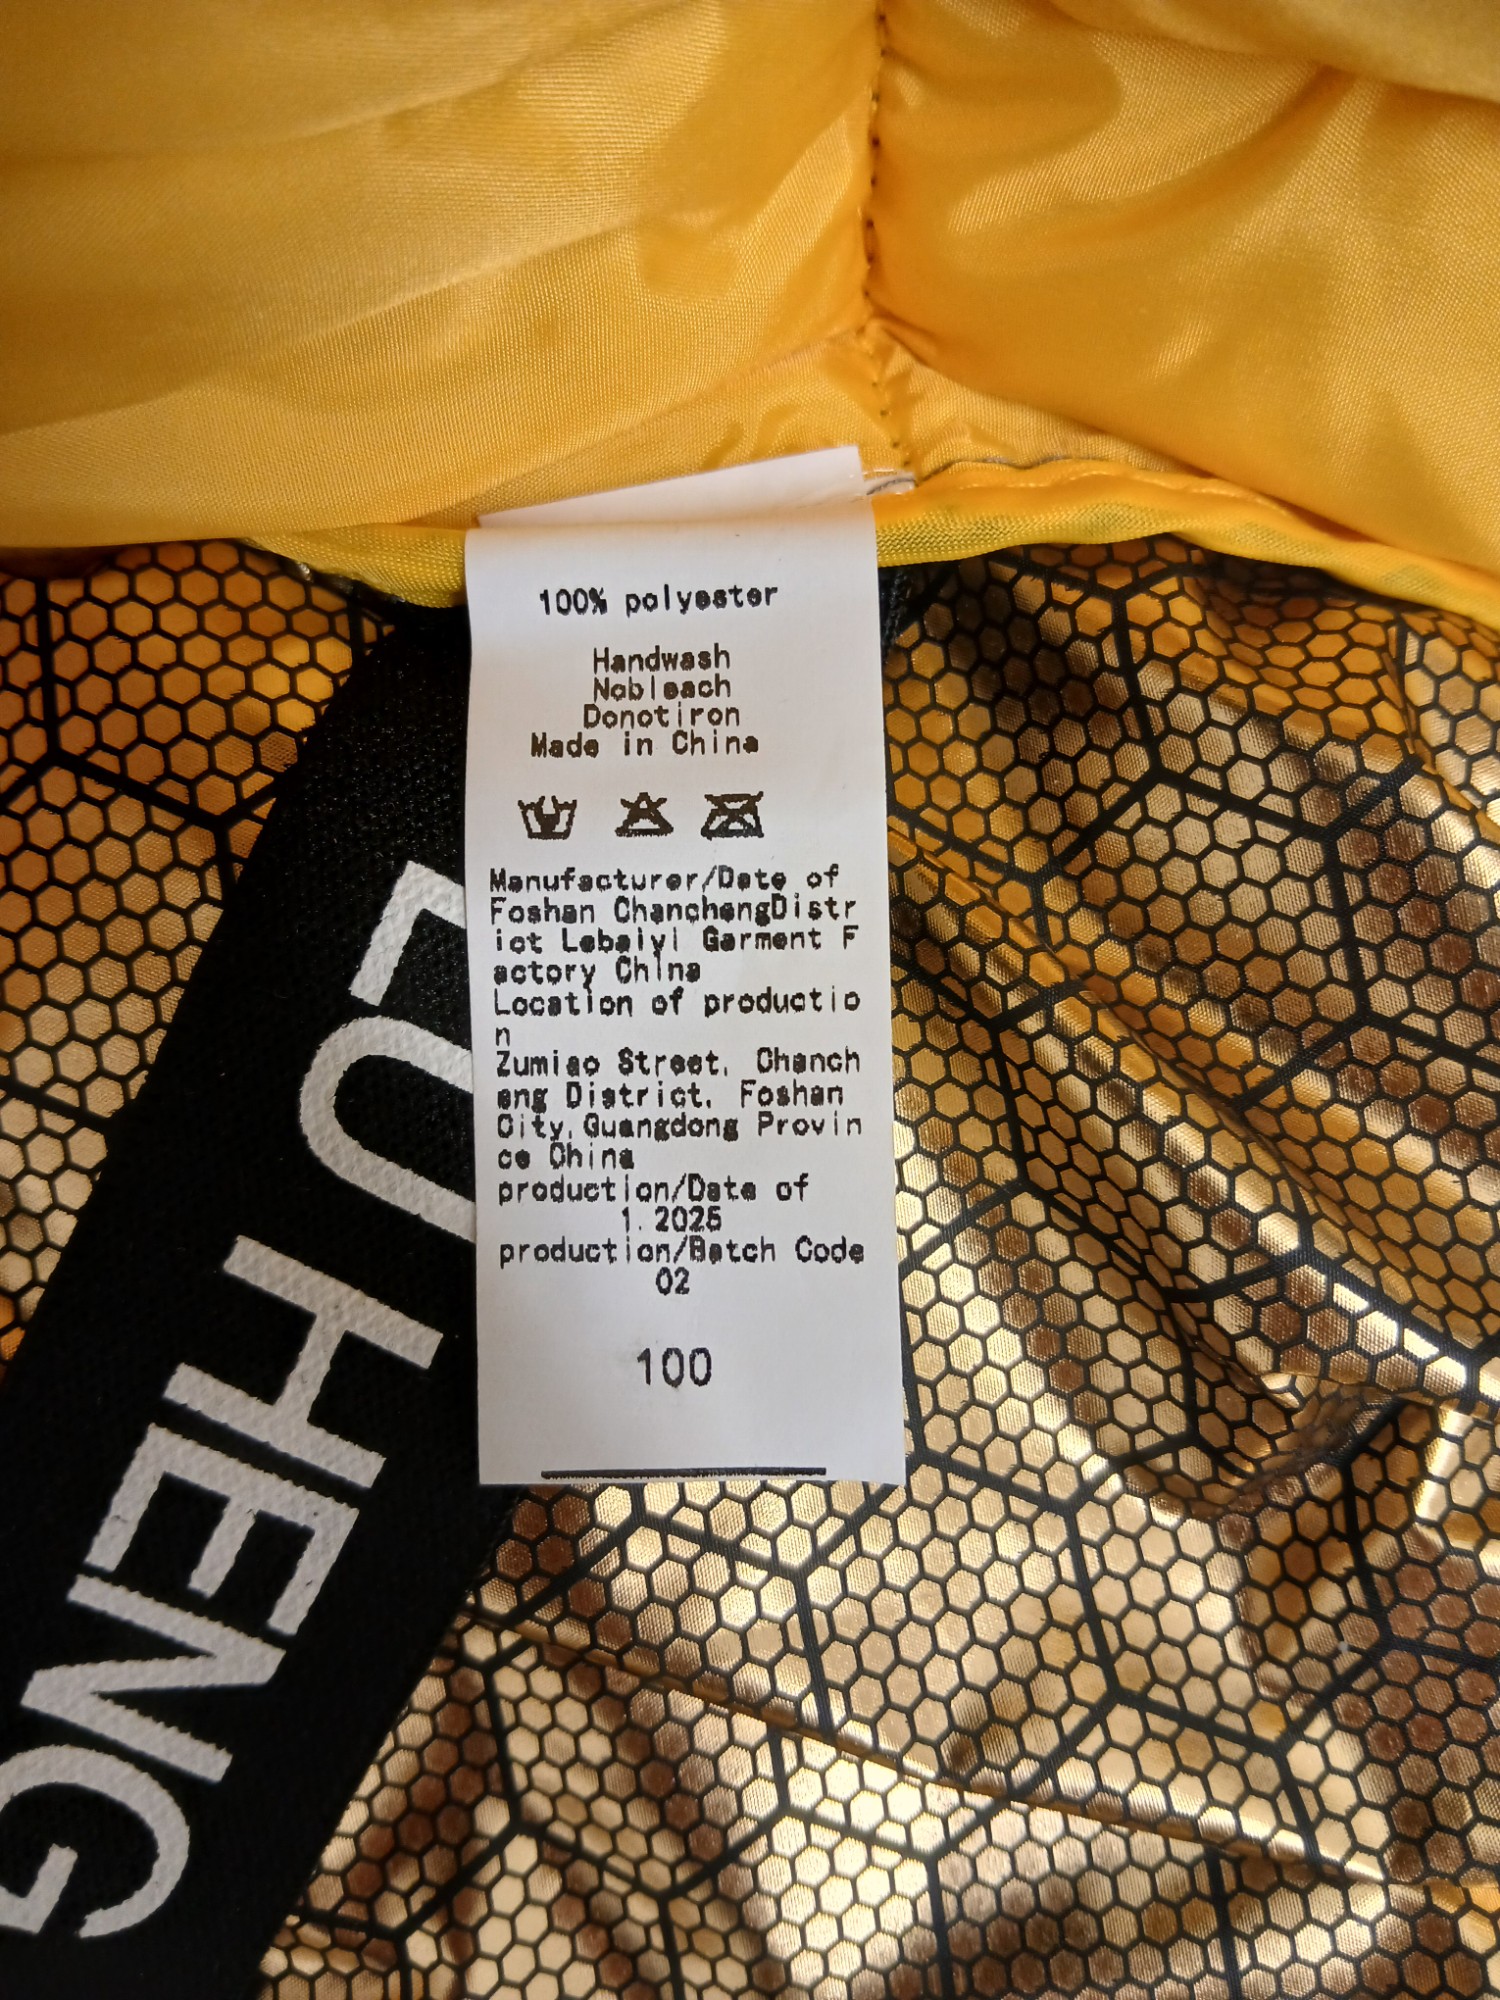 100% polyester
Handwash
Nobleach
Donotiron
Made in China
Manufacturer/Date of
Foshan ChanchengDistr
ict Lebaiyi Garment F
actory China
Location of productio
n
Zumiao Street, Chanch
eng District, Foshan
City,Guangdong Provin
ce China
production/Date of
1.2025
production/Batch Code
02
100
LUHENG